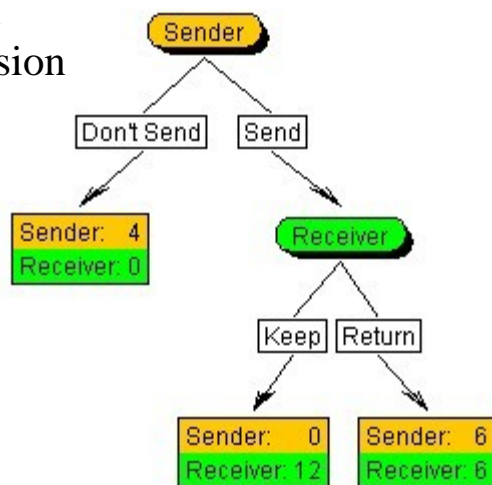 Sender
sion
Don't Send
Send
Sender: 4
Receiver: 0
Receiver
Keep
Return
Sender: 0
Receiver: 12
Sender: 6
Receiver: 6